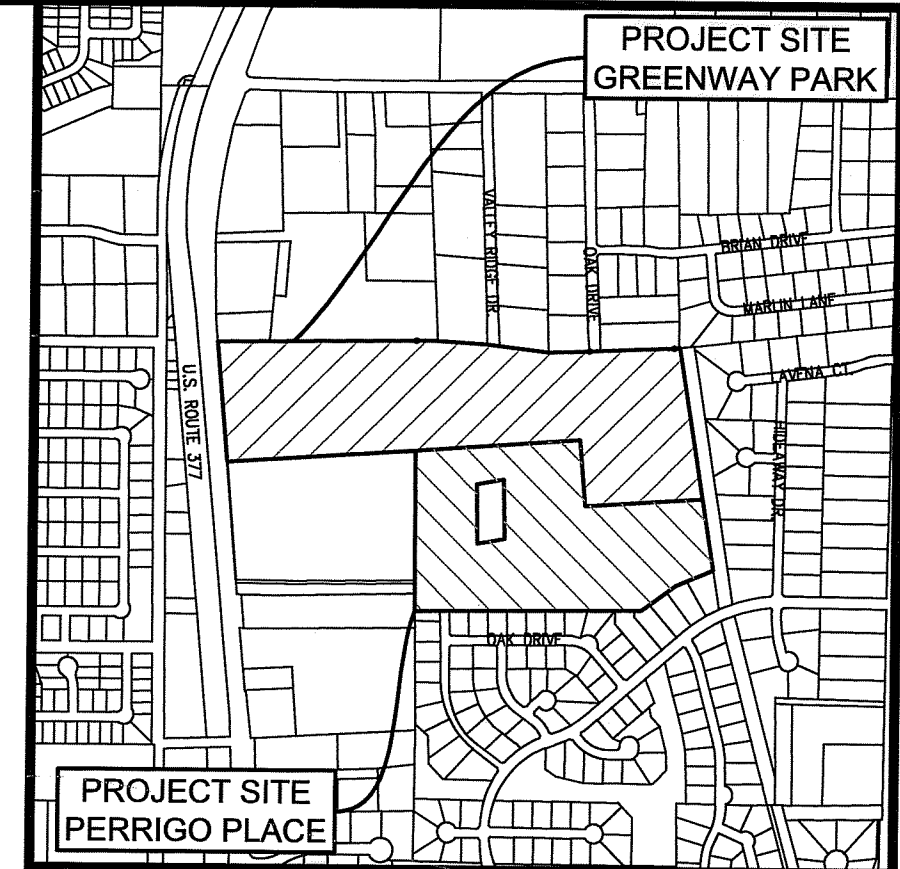 PROJECT SITE
GREENWAY PARK
VALLEY RIDGE DR
OAK DRIVE
BRIAN DRIVE
MARLIN LANE
LAVENA CT.
U.S. ROUTE 377
HIDEAWAY DR.
OAK DRIVE
PROJECT SITE
PERRIGO PLACE